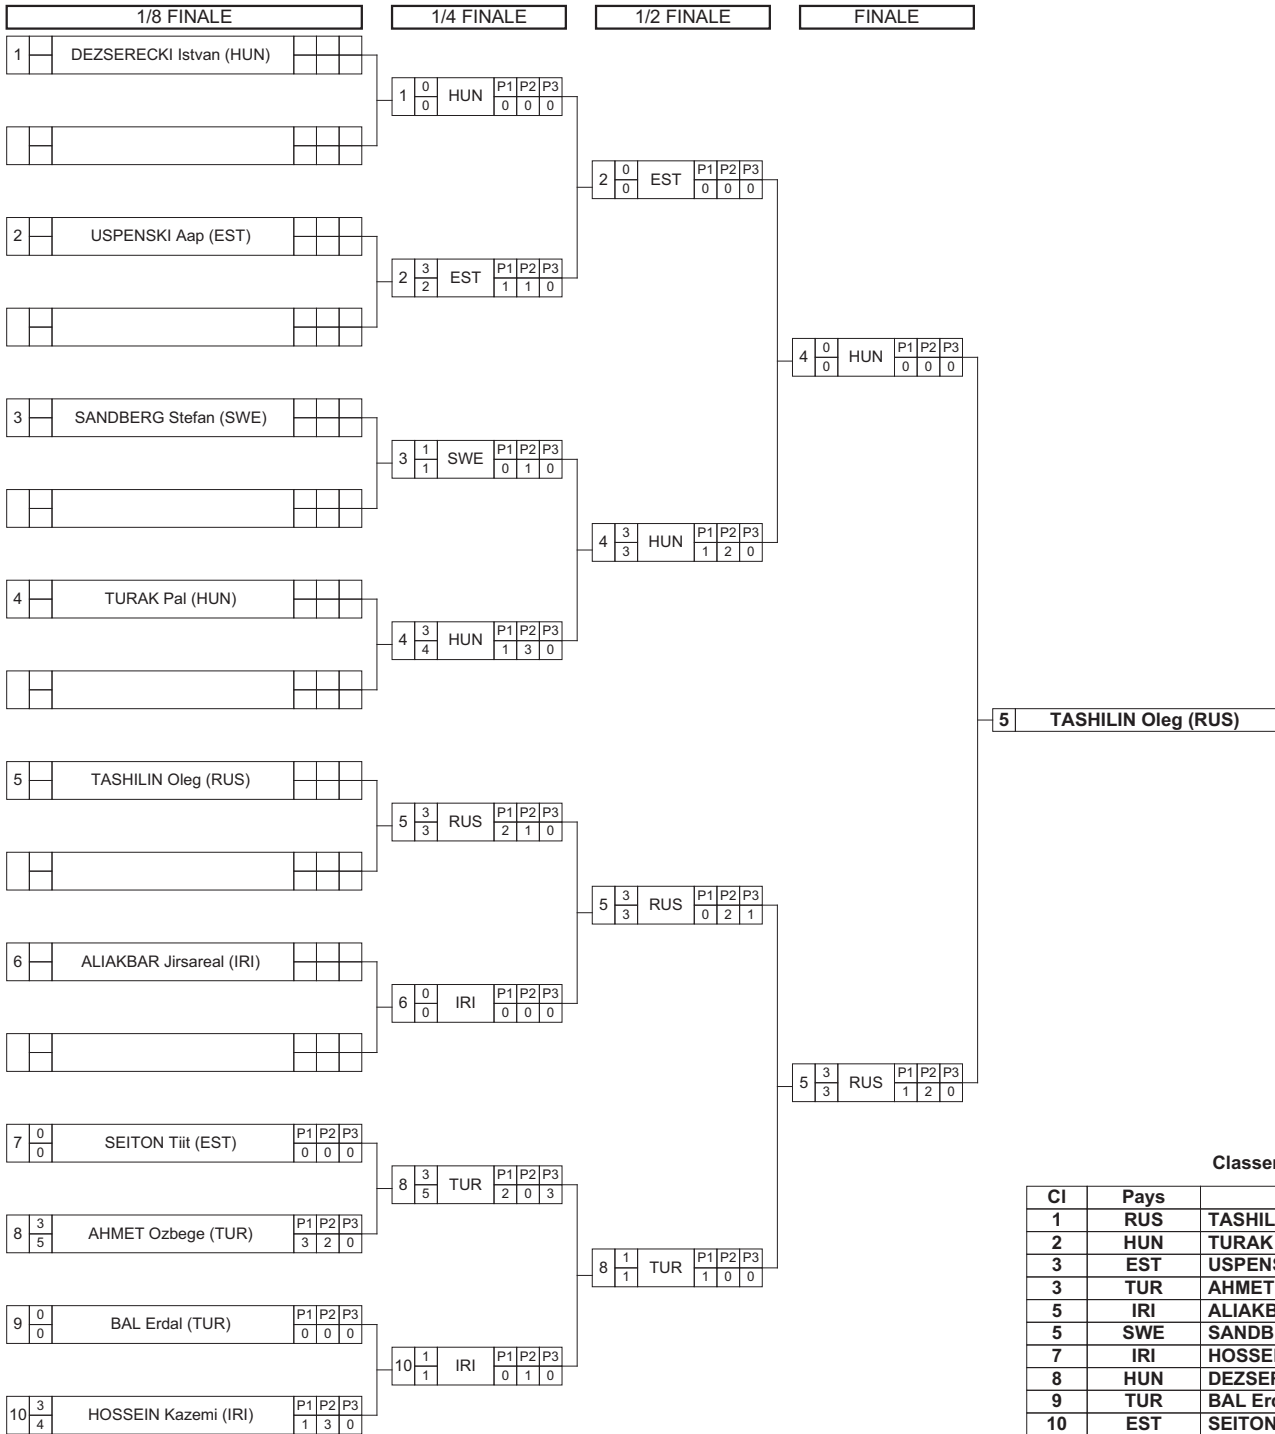 1/8 FINALE 1/4 FINALE 1/2 FINALE FINALE
1 DEZSERECKI Istvan (HUN)
1 0 0 HUN P1 P2 P3 0 0 0
2 0 0 EST P1 P2 P3 0 0 0
2 USPENSKI Aap (EST)
2 3 2 EST P1 P2 P3 1 1 0
4 0 0 HUN P1 P2 P3 0 0 0
3 SANDBERG Stefan (SWE)
3 1 1 SWE P1 P2 P3 0 1 0
4 3 3 HUN P1 P2 P3 1 2 0
4 TURAK Pal (HUN)
4 3 4 HUN P1 P2 P3 1 3 0
5 TASHILIN Oleg (RUS)
5 TASHILIN Oleg (RUS)
5 3 3 RUS P1 P2 P3 2 1 0
5 3 3 RUS P1 P2 P3 0 2 1
6 ALIAKBAR Jirsareal (IRI)
6 0 0 IRI P1 P2 P3 0 0 0
5 3 3 RUS P1 P2 P3 1 2 0
7 0 0 SEITON Tiit (EST) P1 P2 P3 0 0 0
8 3 5 TUR P1 P2 P3 2 0 3
8 3 5 AHMET Ozbege (TUR) P1 P2 P3 3 2 0
8 1 1 TUR P1 P2 P3 1 0 0
9 0 0 BAL Erdal (TUR) P1 P2 P3 0 0 0
10 1 1 IRI P1 P2 P3 0 1 0
10 3 4 HOSSEIN Kazemi (IRI) P1 P2 P3 1 3 0
Classe
Cl Pays
1 RUS TASHIL
2 HUN TURAK
3 EST USPEN
3 TUR AHMET
5 IRI ALIAKB
5 SWE SANDB
7 IRI HOSSE
8 HUN DEZSE
9 TUR BAL Er
10 EST SEITON